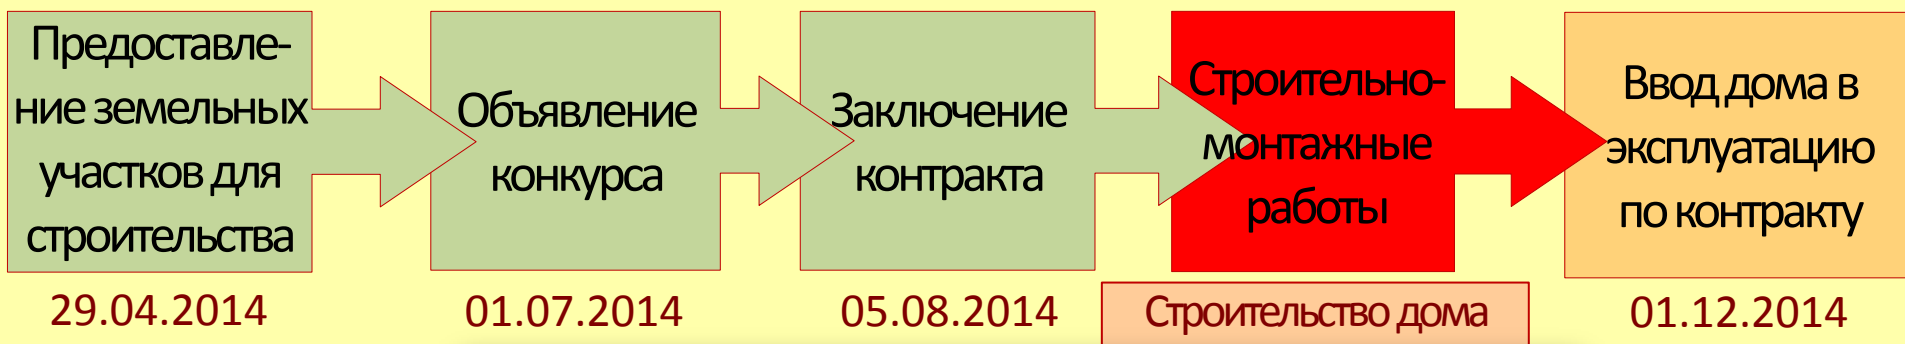 Предоставле-
ние земельных
участков для
строительства
29.04.2014
Объявление
конкурса
01.07.2014
Заключение
контракта
05.08.2014
Строительно-
монтажные
работы
Строительство дома
Ввод дома в
эксплуатацию
по контракту
01.12.2014